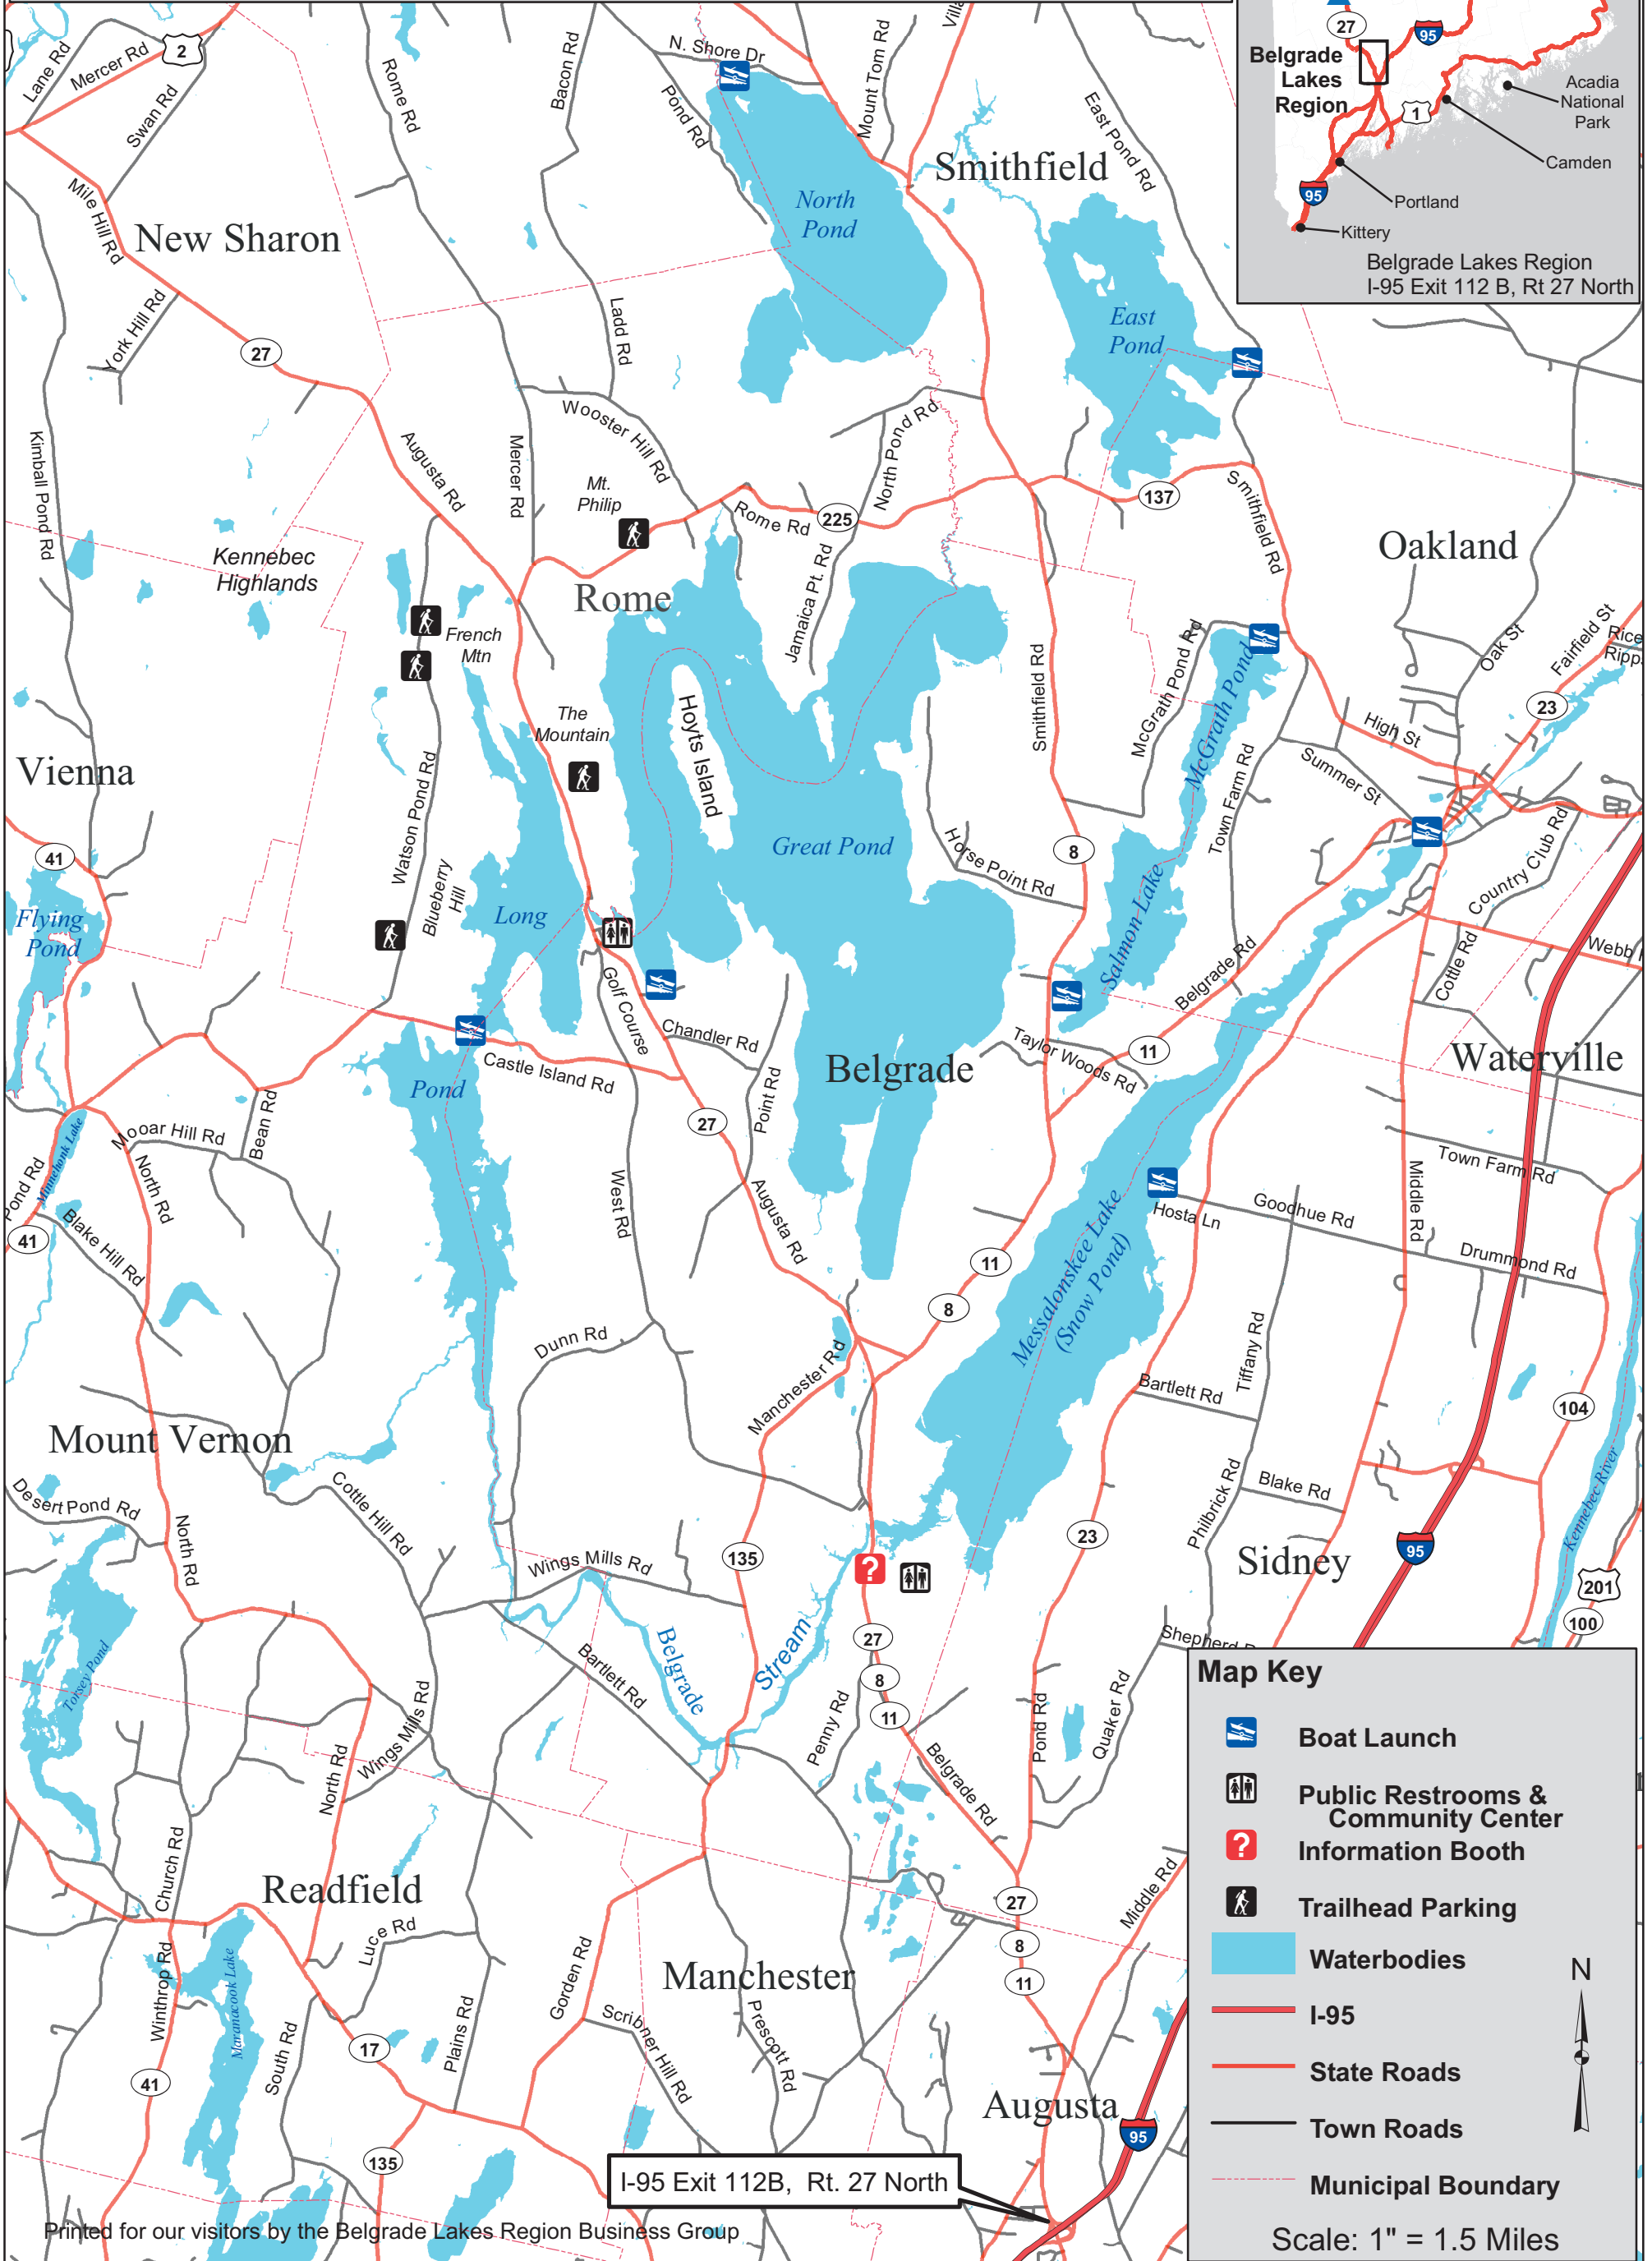 Lane Rd
Mercer Rd
2
Swan Rd
Rome Rd
Bacon Rd
N. Shore Dr
Pond Rd
Mount Tom Rd
East Pond Rd
27
95
Belgrade
Lakes
Region
1
Acadia
National
Park
Camden
95
Portland
Kittery
Belgrade Lakes Region
I-95 Exit 112 B, Rt 27 North
Smithfield
North
Pond
Mile Hill Rd
New Sharon
York Hill Rd
27
Ladd Rd
East
Pond
Kimball Pond Rd
Augusta Rd
Mercer Rd
Wooster Hill Rd
North Pond Rd
Mt.
Philip
Rome Rd
225
137
Smithfield Rd
Oakland
Kennebec
Highlands
Rome
Jamaica Pt. Rd
French
Mtn
Smithfield Rd
McGrath Pond Rd
McGrath Pond
Oak St
Fairfield St
23
The
Mountain
Hoyts Island
High St
Summer St
Town Farm Rd
Vienna
Watson Pond Rd
41
Blueberry
Hill
Great Pond
8
Horse Point Rd
Salmon Lake
Country Club Rd
Flying
Pond
Long
Golf Course
Belgrade Rd
Cottle Rd
Webb
Chandler Rd
Taylor Woods Rd
11
Waterville
Castle Island Rd
Belgrade
Pond
Point Rd
27
Mooar Hill Rd
Bean Rd
Minnehonk Lake
Pond Rd
North Rd
41
Blake Hill Rd
West Rd
Augusta Rd
Town Farm Rd
Middle Rd
Hosta Ln
Goodhue Rd
Drummond Rd
11
8
Messalonskee Lake
(Snow Pond)
Dunn Rd
Manchester Rd
Tiffany Rd
Bartlett Rd
104
Mount Vernon
Desert Pond Rd
Cottle Hill Rd
Philbrick Rd
Blake Rd
Kennebec River
North Rd
135
Wings Mills Rd
23
95
Sidney
201
100
Torsey Pond
Bartlett Rd
Belgrade
Stream
27
8
11
Penny Rd
Pond Rd
Quaker Rd
Shepherd
North Rd
Wings Mills Rd
Belgrade Rd
Church Rd
Readfield
Luce Rd
Winthrop Rd
Maranacook Lake
Gorden Rd
Manchester
27
8
11
Middle Rd
17
South Rd
Plains Rd
Scribner Hill Rd
Prescott Rd
41
135
Augusta
95
I-95 Exit 112B, Rt. 27 North
Printed for our visitors by the Belgrade Lakes Region Business Group
Map Key
Boat Launch
Public Restrooms &
Community Center
Information Booth
Trailhead Parking
Waterbodies
N
I-95
State Roads
Town Roads
Municipal Boundary
Scale: 1" = 1.5 Miles